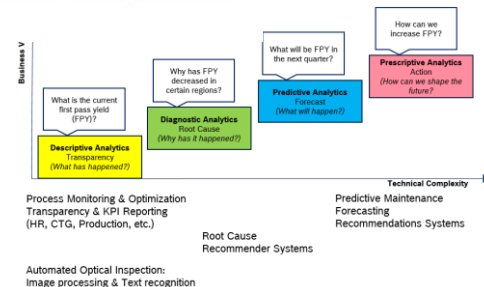 How can we
increase FPY?
What will be FPY in
the next quarter?
Why has FPY
decreased in
certain regions?
What is the current
first pass yield
(FPY)?
Business V
Prescriptive Analytics
Action
(How can we shape the
future?
Predictive Analytics
Forecast
(What will happen?)
Diagnostic Analytics
Root Cause
(Why has it happened?)
Descriptive Analytics
Transparency
(What has happened?)
Technical Complexity
Process Monitoring & Optimization
Transparency & KPI Reporting
(HR, CTG, Production, etc.)
Predictive Maintenance
Forecasting
Recommendations Systems
Root Cause
Recommender Systems
Automated Optical Inspection:
Image processing & Text recognition